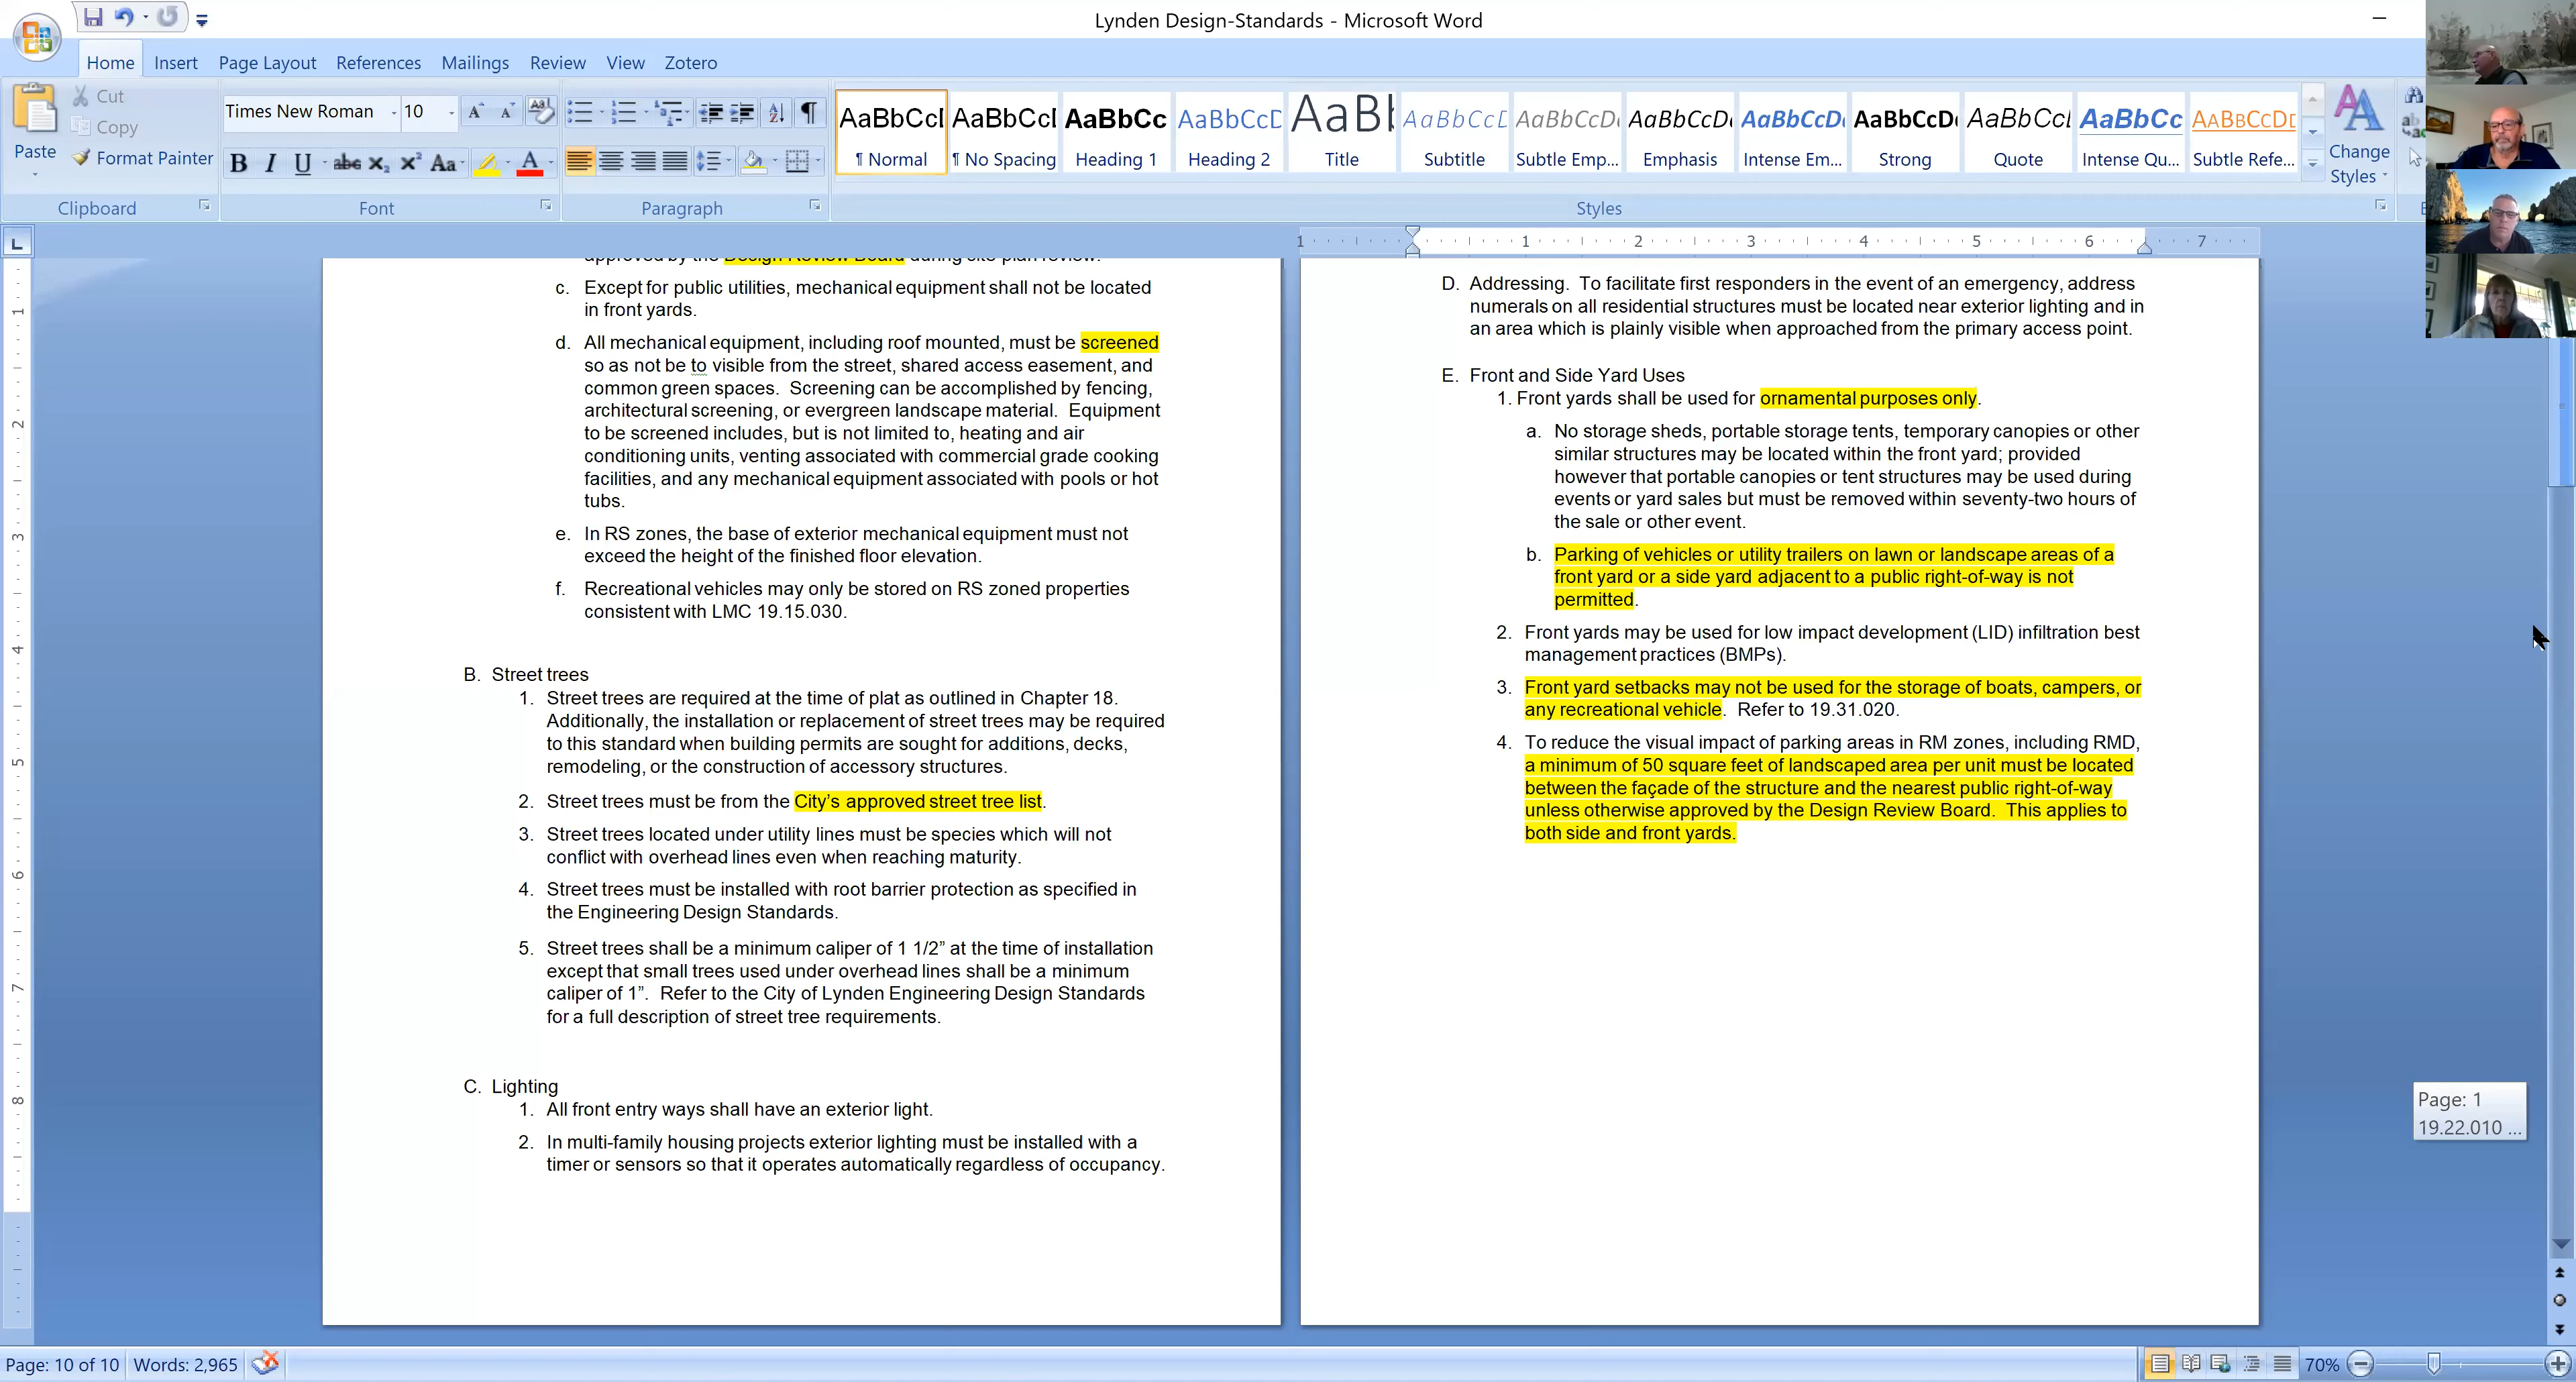 Lynden Design-Standards - Microsoft Word
Home Insert Page Layout References Mailings Review View Zotero
Paste
Cut
Copy
Format Painter
Clipboard
Times New Roman 10
Font
Paragraph
AaBbCcI AaBbCcI AaBbCc AaBbCcD AaBb AaBbCcD AaBbCcDı AaBbCcDı AaBbCcDı AaBbCcDı AaBbCcI AaBbCc AaBbCcDd
¶ Normal ¶ No Spacing Heading 1 Heading 2 Title Subtitle Subtle Emp... Emphasis Intense Em... Strong Quote Intense Qu... Subtle Refe...
Change
Styles
Styles
approved by the Design Review Board during site plan review.
c. Except for public utilities, mechanical equipment shall not be located
in front yards.
d. All mechanical equipment, including roof mounted, must be screened
so as not be to visible from the street, shared access easement, and
common green spaces. Screening can be accomplished by fencing,
architectural screening, or evergreen landscape material. Equipment
to be screened includes, but is not limited to, heating and air
conditioning units, venting associated with commercial grade cooking
facilities, and any mechanical equipment associated with pools or hot
tubs.
e. In RS zones, the base of exterior mechanical equipment must not
exceed the height of the finished floor elevation.
f. Recreational vehicles may only be stored on RS zoned properties
consistent with LMC 19.15.030.
B. Street trees
1. Street trees are required at the time of plat as outlined in Chapter 18.
Additionally, the installation or replacement of street trees may be required
to this standard when building permits are sought for additions, decks,
remodeling, or the construction of accessory structures.
2. Street trees must be from the City’s approved street tree list.
3. Street trees located under utility lines must be species which will not
conflict with overhead lines even when reaching maturity.
4. Street trees must be installed with root barrier protection as specified in
the Engineering Design Standards.
5. Street trees shall be a minimum caliper of 1 1/2” at the time of installation
except that small trees used under overhead lines shall be a minimum
caliper of 1”. Refer to the City of Lynden Engineering Design Standards
for a full description of street tree requirements.
C. Lighting
1. All front entry ways shall have an exterior light.
2. In multi-family housing projects exterior lighting must be installed with a
timer or sensors so that it operates automatically regardless of occupancy.
D. Addressing. To facilitate first responders in the event of an emergency, address
numerals on all residential structures must be located near exterior lighting and in
an area which is plainly visible when approached from the primary access point.
E. Front and Side Yard Uses
1. Front yards shall be used for ornamental purposes only.
a. No storage sheds, portable storage tents, temporary canopies or other
similar structures may be located within the front yard; provided
however that portable canopies or tent structures may be used during
events or yard sales but must be removed within seventy-two hours of
the sale or other event.
b. Parking of vehicles or utility trailers on lawn or landscape areas of a
front yard or a side yard adjacent to a public right-of-way is not
permitted.
2. Front yards may be used for low impact development (LID) infiltration best
management practices (BMPs).
3. Front yard setbacks may not be used for the storage of boats, campers, or
any recreational vehicle. Refer to 19.31.020.
4. To reduce the visual impact of parking areas in RM zones, including RMD,
a minimum of 50 square feet of landscaped area per unit must be located
between the façade of the structure and the nearest public right-of-way
unless otherwise approved by the Design Review Board. This applies to
both side and front yards.
Page: 1
19.22.010 ...
Page: 10 of 10 Words: 2,965
70%